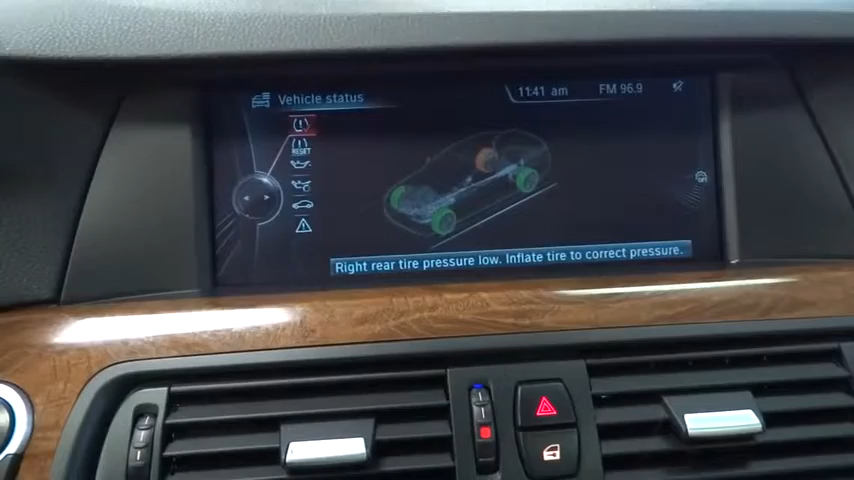 Vehicle status
11:41 am
FM 96.9
RESET
Right rear tire pressure low. Inflate tire to correct pressure.